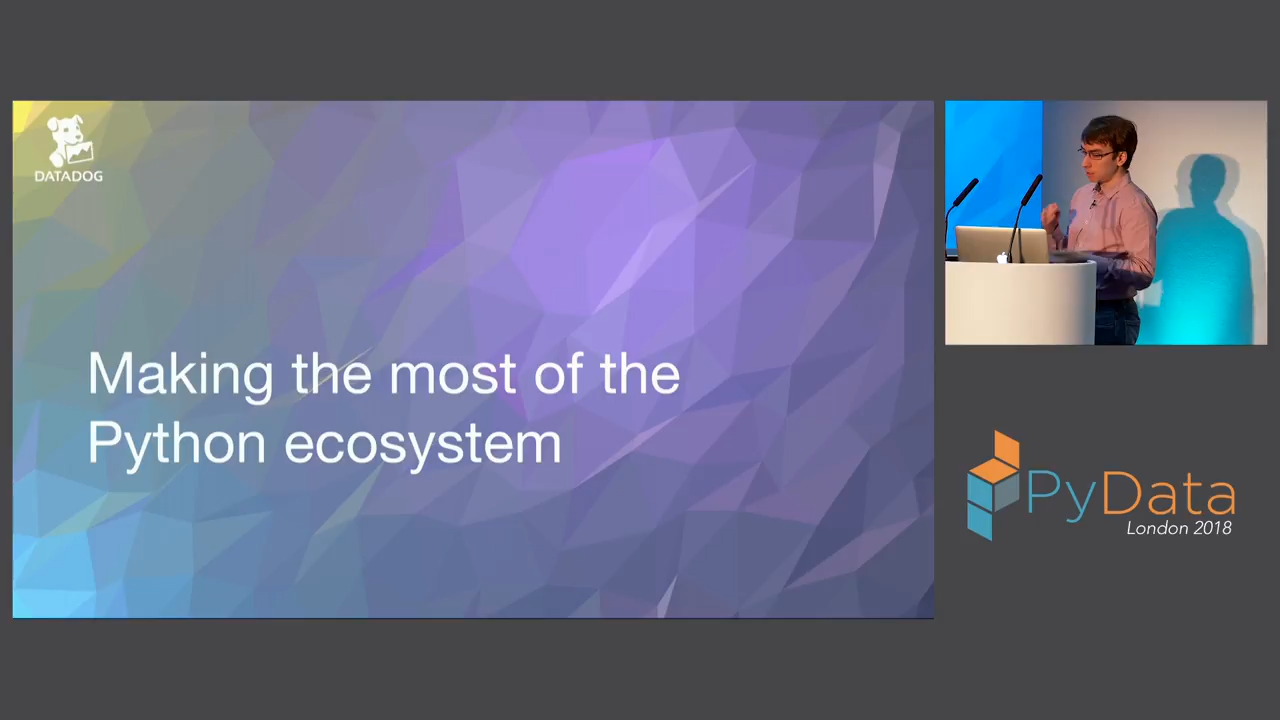 DATADOG
Making the most of the
Python ecosystem
PyData
London 2018